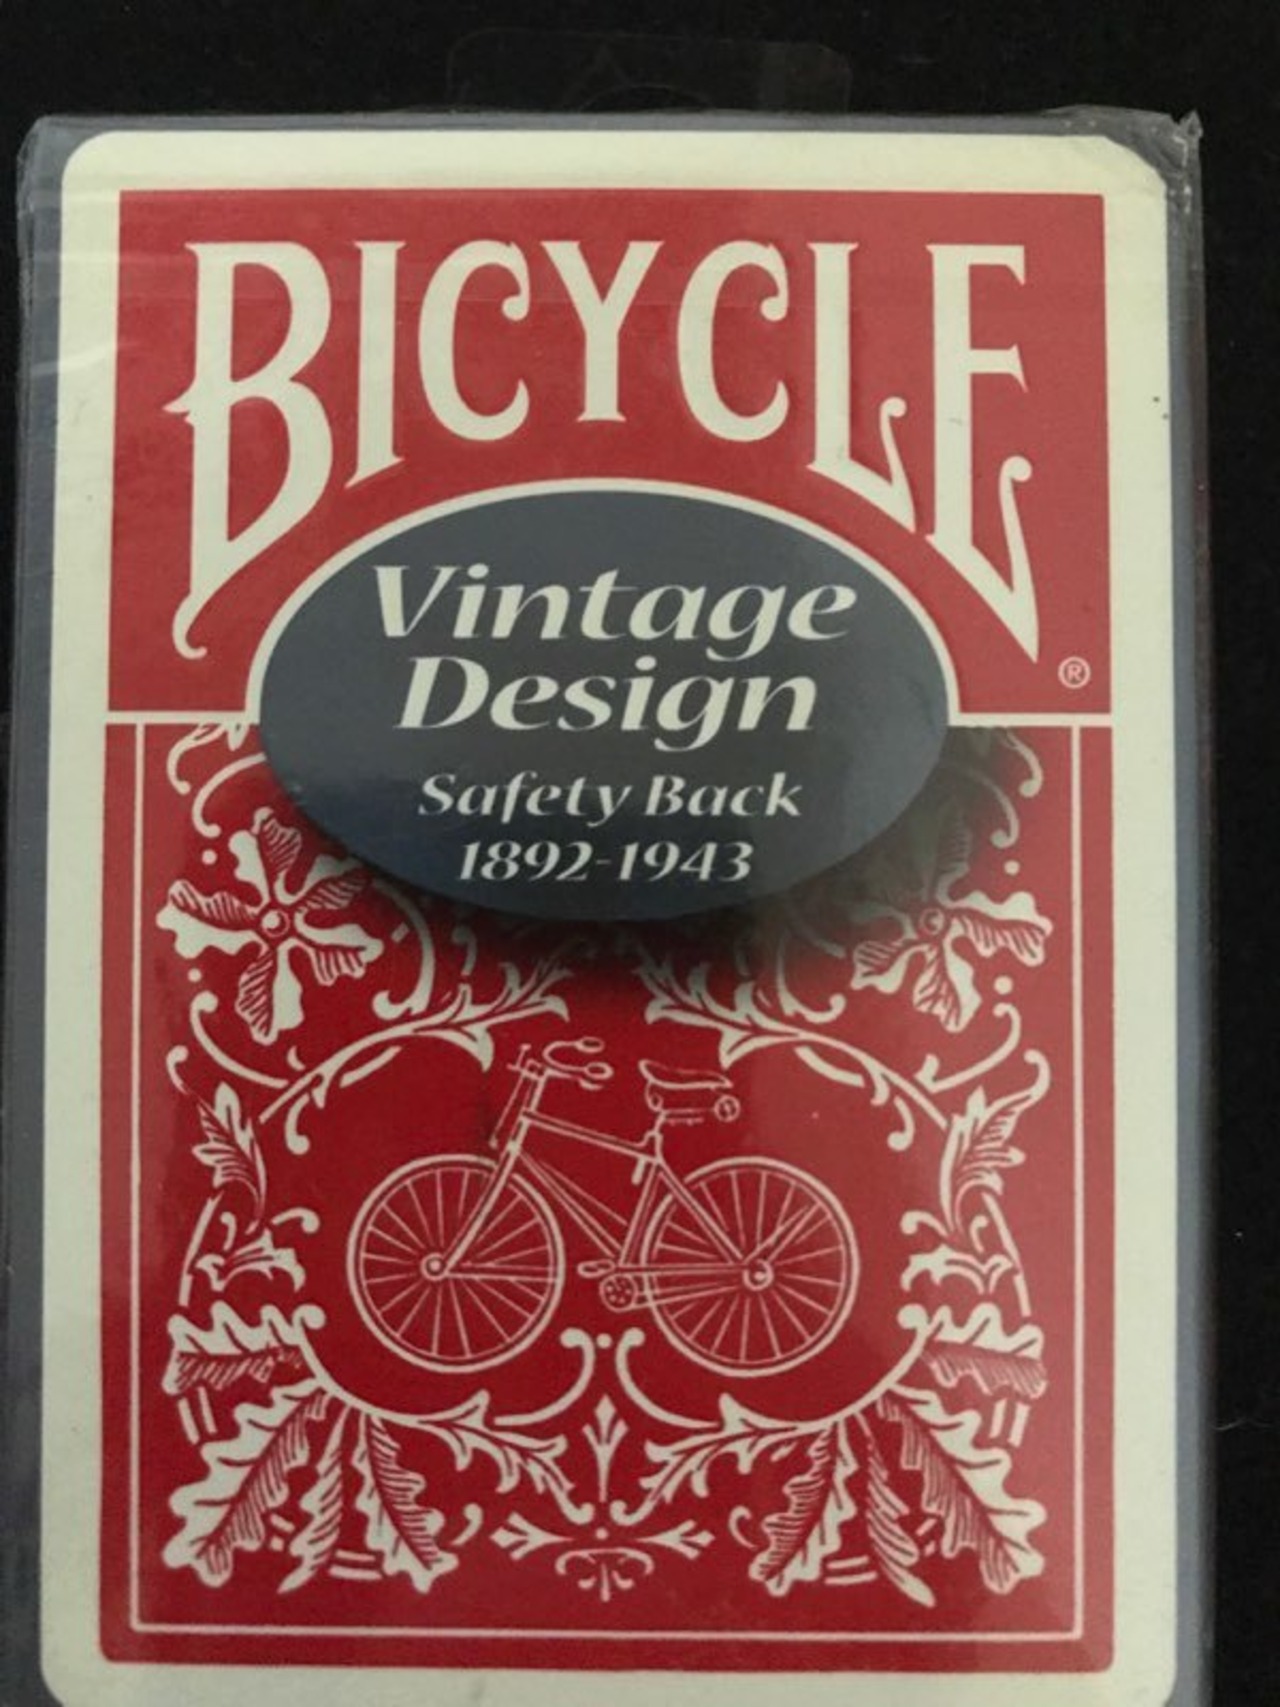 BICYCLE
®
Vintage
Design
Safety Back
1892-1943